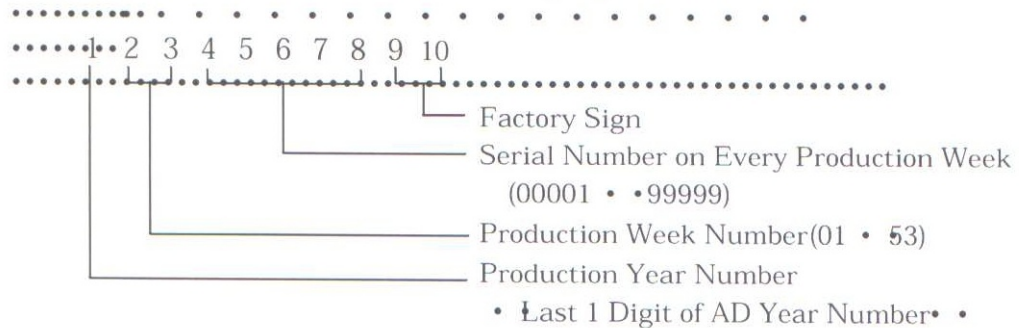 1 2 3 4 5 6 7 8 9 10
Factory Sign
Serial Number on Every Production Week
(00001 • •99999)
Production Week Number(01 • 53)
Production Year Number
• Last 1 Digit of AD Year Number• •